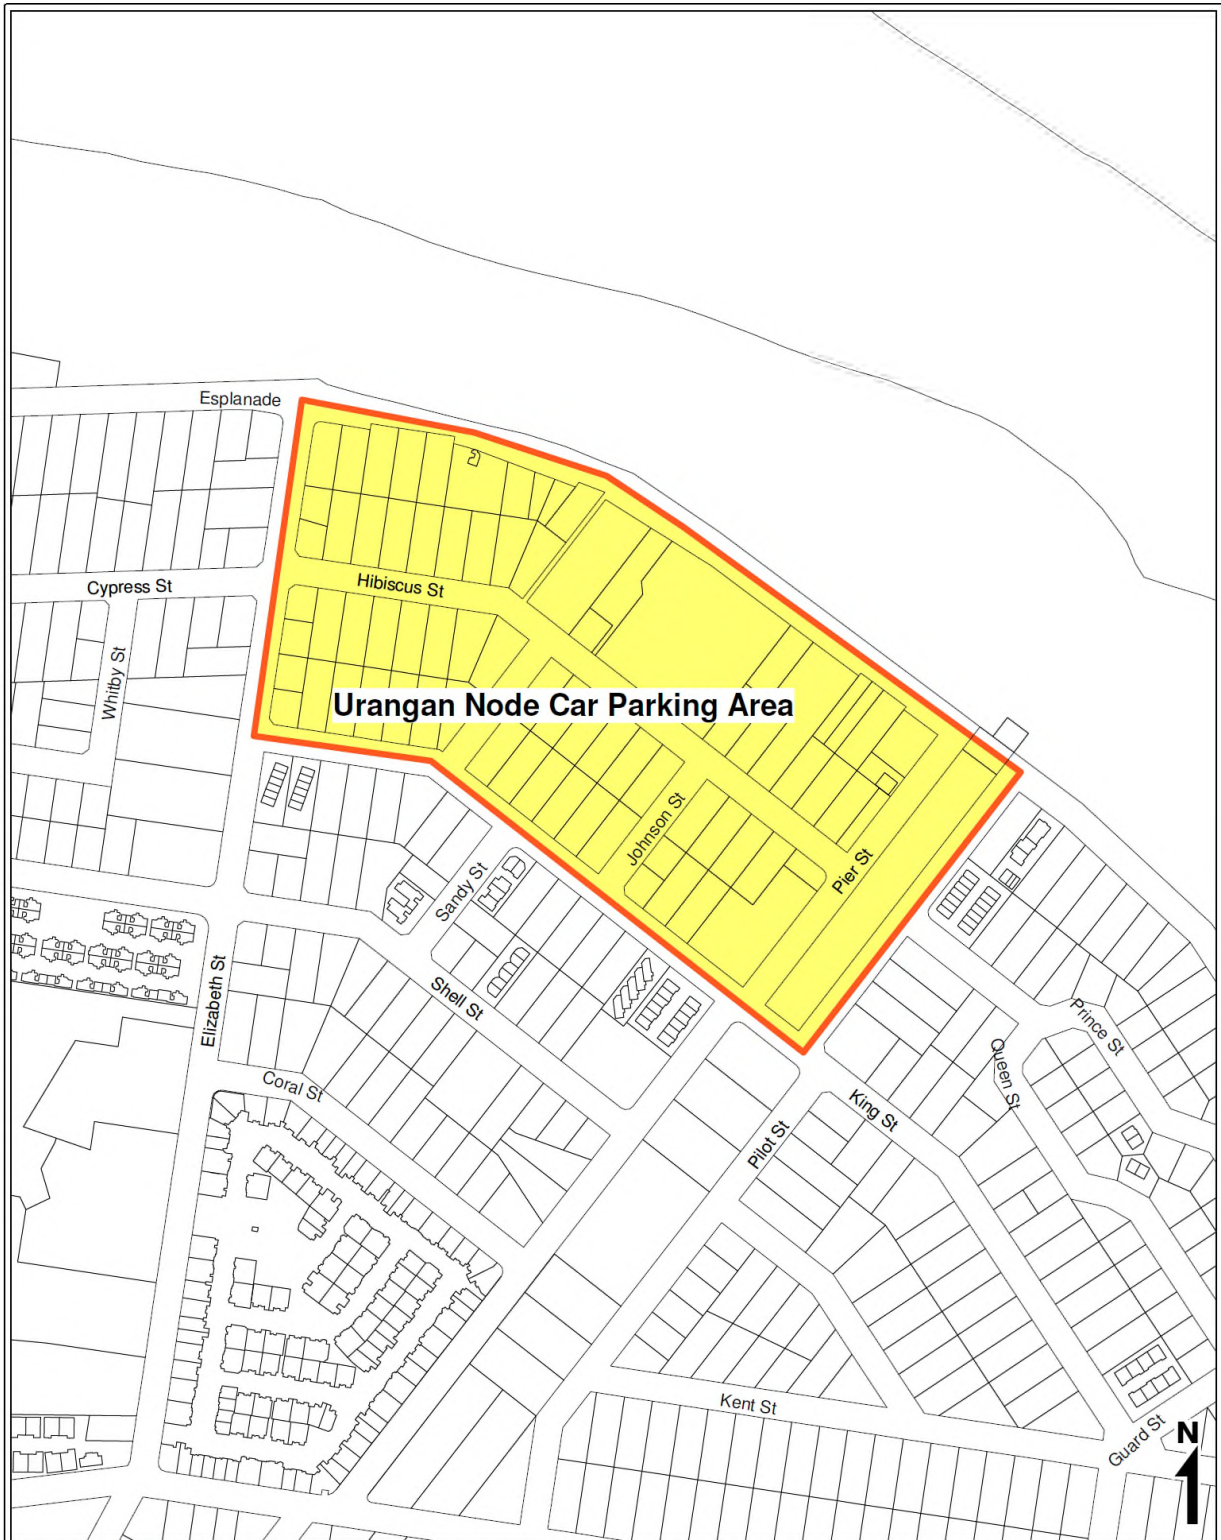 Esplanade
Cypress St
Hibiscus St
Whitby St
Urangan Node Car Parking Area
Johnson St
Pier St
Sandy St
Elizabeth St
Shell St
Prince St
Queen St
Coral St
King St
Pilot St
Kent St
Guard St
N